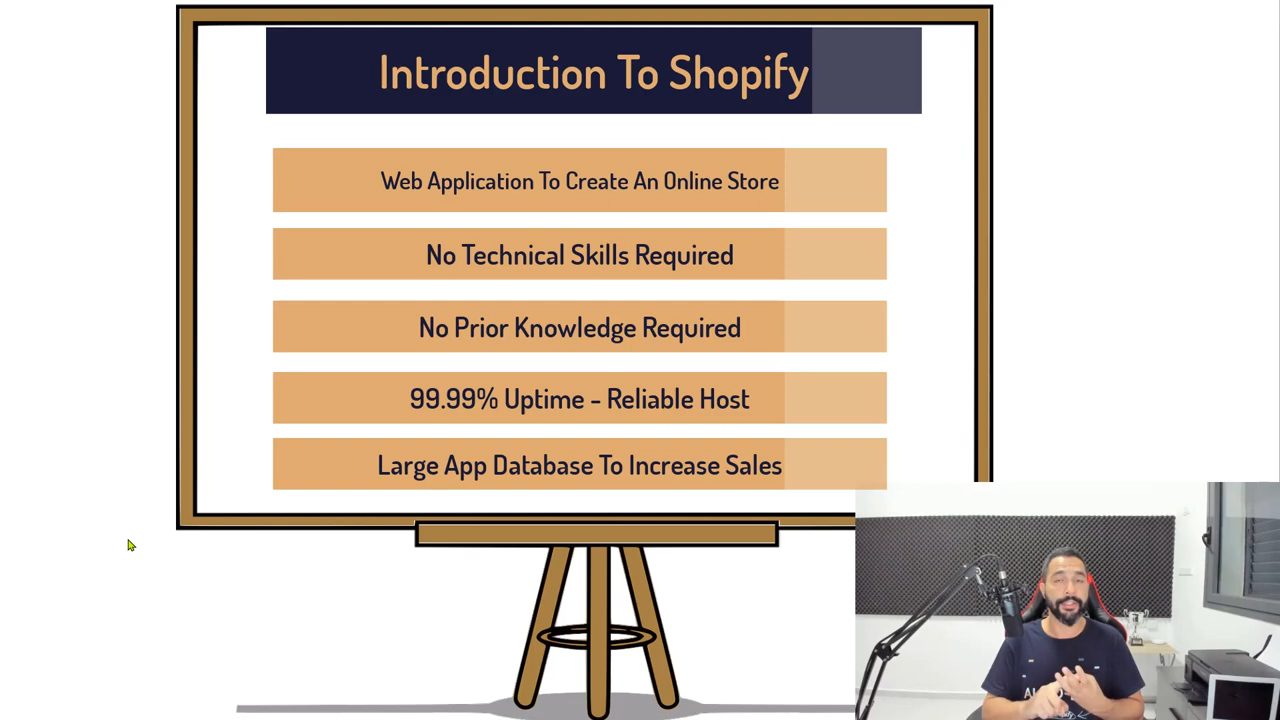 Introduction To Shopify
Web Application To Create An Online Store
No Technical Skills Required
No Prior Knowledge Required
99.99% Uptime - Reliable Host
Large App Database To Increase Sales